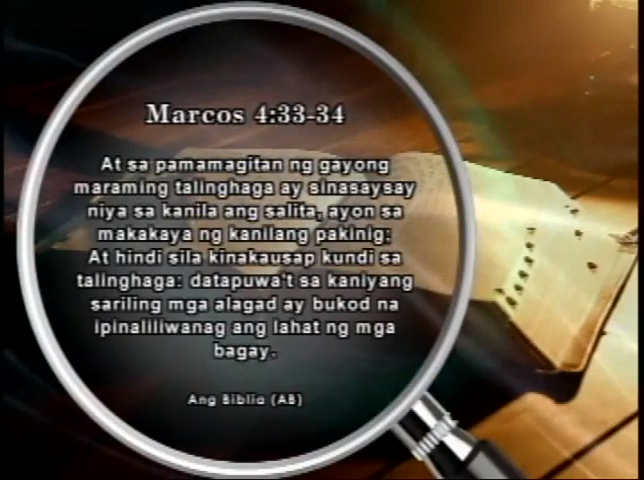 Marcos 4:33-34
At sa pamamagitan ng gayong
maraming talinghaga ay sinasaysay
niya sa kanila ang salita, ayon sa
makakaya ng kanilang pakinig:
At hindi sila kinakausap kundi sa
talinghaga: datapuwa't sa kaniyang
sariling mga alagad ay bukod na
ipinaliliwanag ang lahat ng mga
bagay.
Ang Biblia (AB)